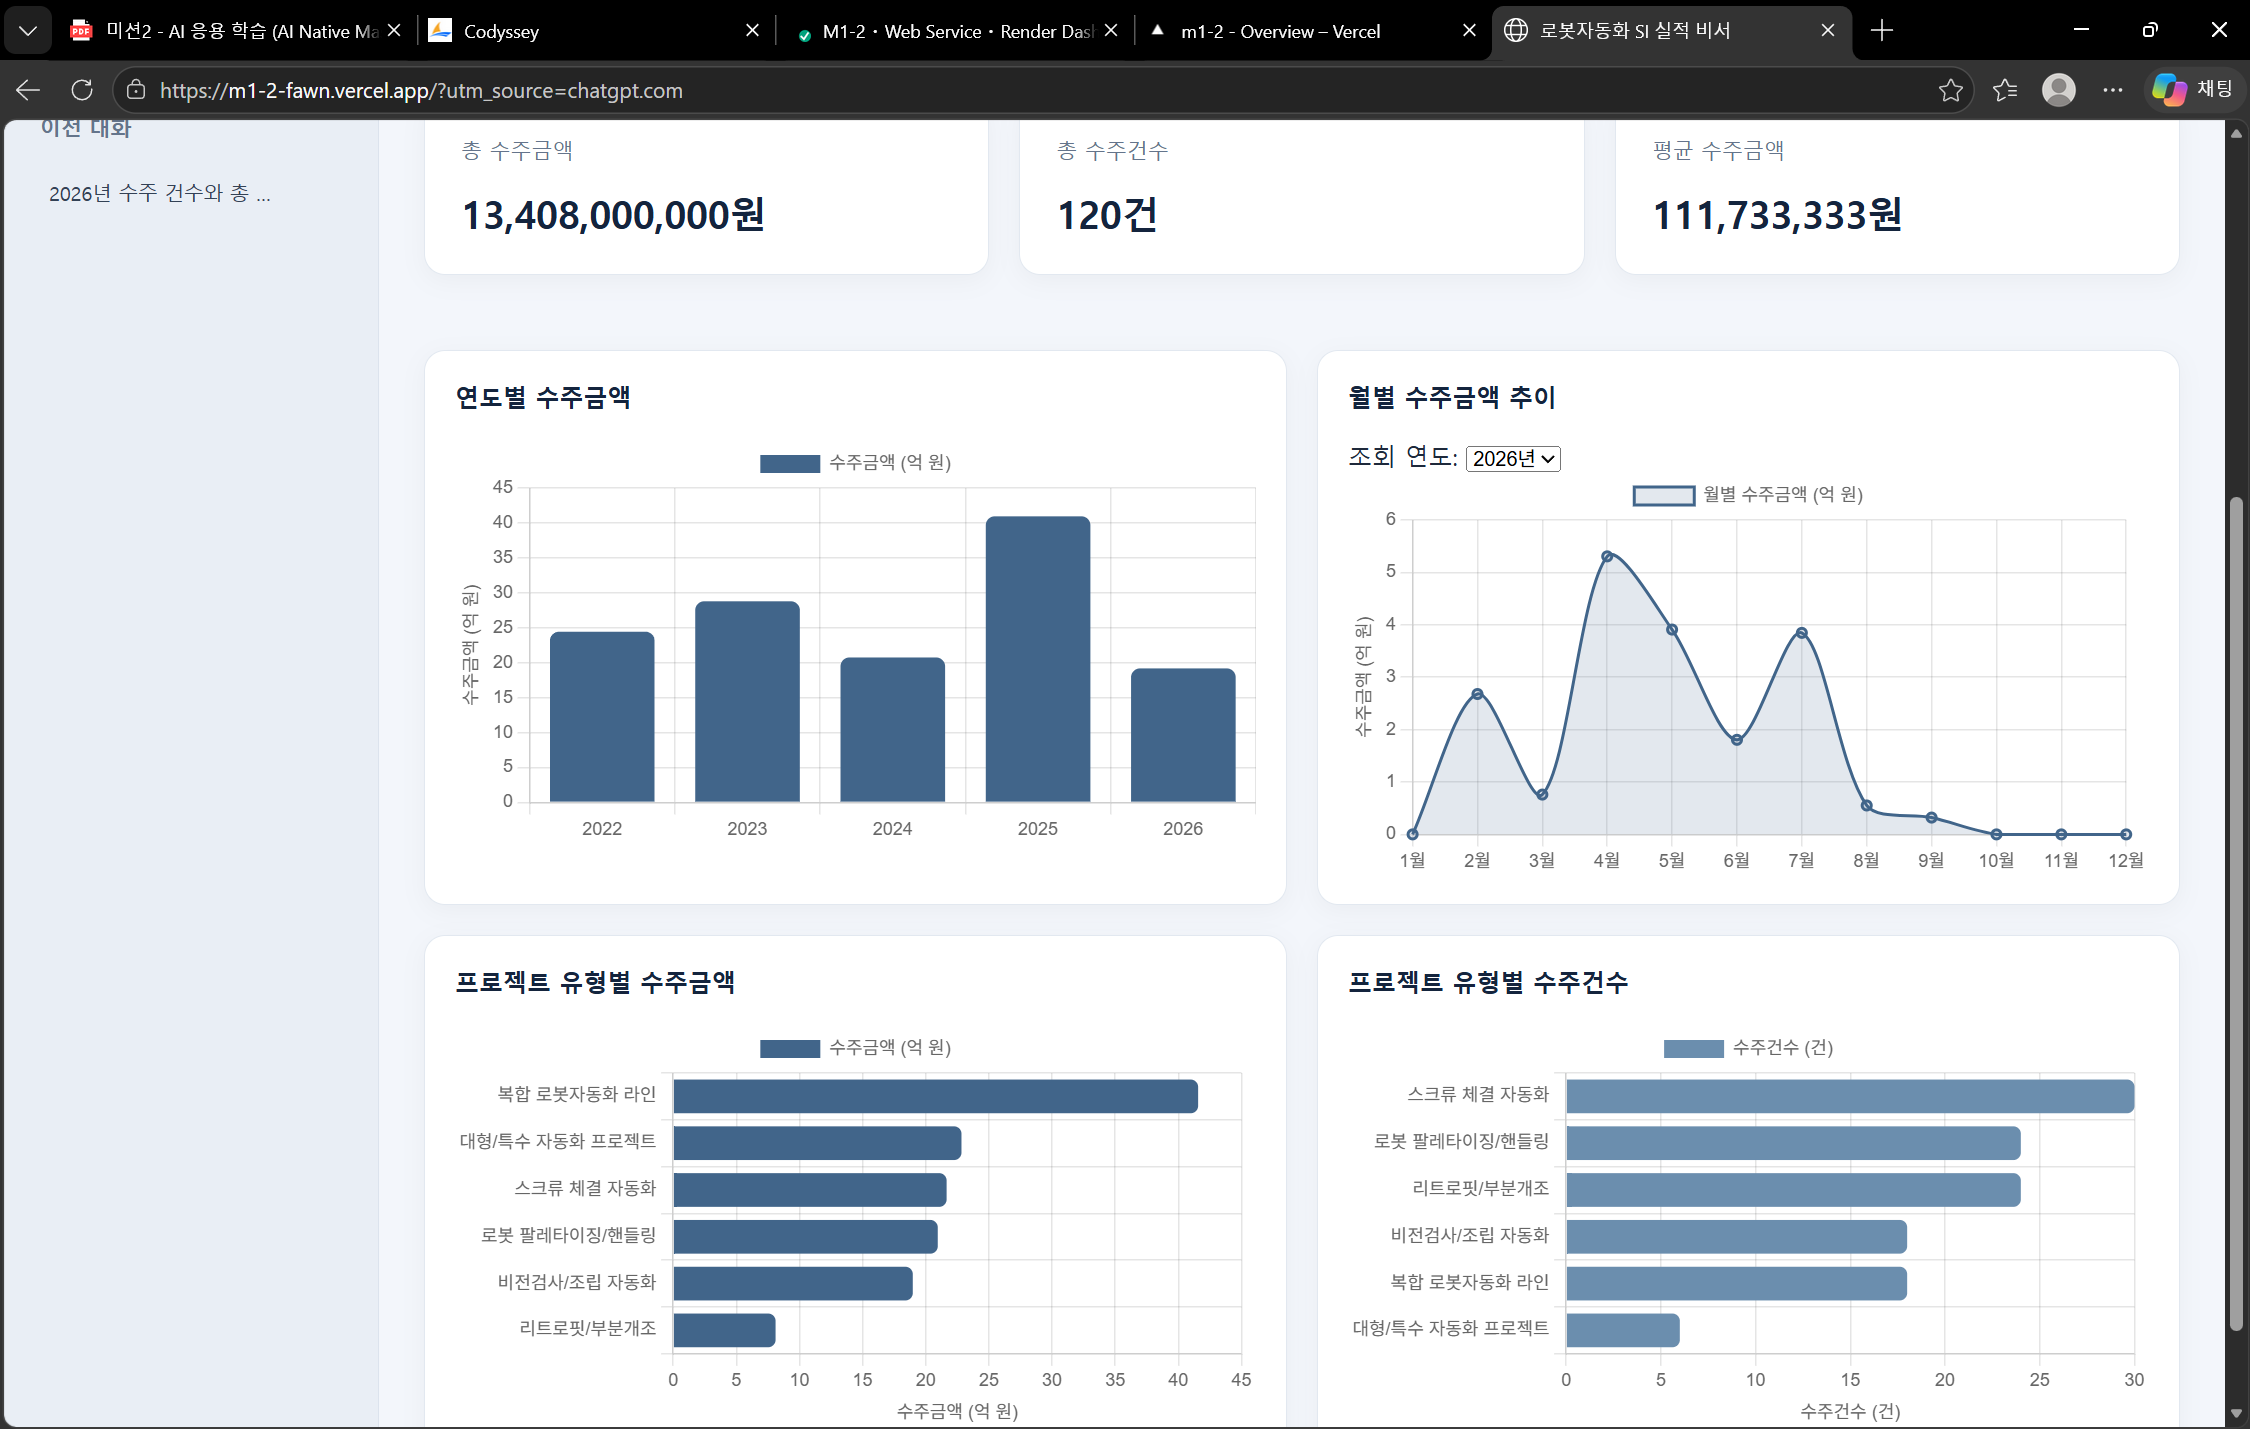 미션2 - AI 응용 학습 (AI Native Ma
Codyssey
M1-2 · Web Service · Render Das
m1-2 - Overview – Vercel
로봇자동화 SI 실적 비서
https://m1-2-fawn.vercel.app/?utm_source=chatgpt.com
채팅
이전 대화
2026년 수주 건수와 총 ...
총 수주금액
13,408,000,000원
총 수주건수
120건
평균 수주금액
111,733,333원
연도별 수주금액
수주금액 (억 원)
수주금액 (억 원)
45
40
35
30
25
20
15
10
5
0
2022 2023 2024 2025 2026
월별 수주금액 추이
조회 연도: 2026년
월별 수주금액 (억 원)
수주금액 (억 원)
6
5
4
3
2
1
0
1월 2월 3월 4월 5월 6월 7월 8월 9월 10월 11월 12월
프로젝트 유형별 수주금액
수주금액 (억 원)
복합 로봇자동화 라인
대형/특수 자동화 프로젝트
스크류 체결 자동화
로봇 팔레타이징/핸들링
비전검사/조립 자동화
리트로핏/부분개조
0 5 10 15 20 25 30 35 40 45
수주금액 (억 원)
프로젝트 유형별 수주건수
수주건수 (건)
스크류 체결 자동화
로봇 팔레타이징/핸들링
리트로핏/부분개조
비전검사/조립 자동화
복합 로봇자동화 라인
대형/특수 자동화 프로젝트
0 5 10 15 20 25 30
수주건수 (건)